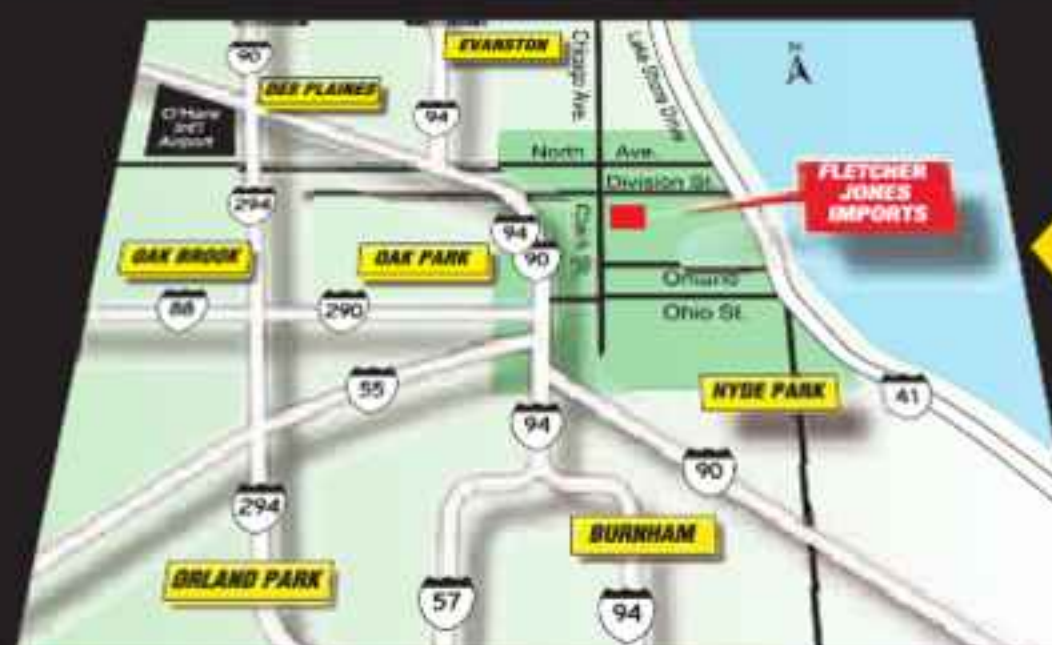 90
EVANSTON
Chicago Ave.
Lake Shore Drive
N
DES PLAINES
94
O'Hare
Int'l
Airport
North Ave.
Division St.
FLETCHER
JONES
IMPORTS
294
94
90
OAK BROOK
OAK PARK
Ontario
88
290
Ohio St.
55
HYDE PARK
41
94
90
294
BURNHAM
ORLAND PARK
57
94